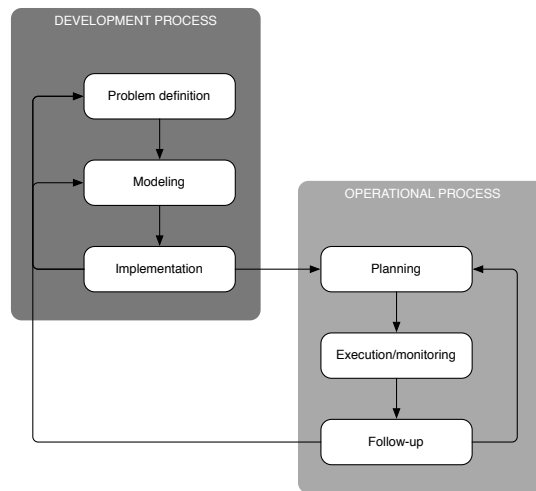 DEVELOPMENT PROCESS
Problem definition
Modeling
Implementation
OPERATIONAL PROCESS
Planning
Execution/monitoring
Follow-up